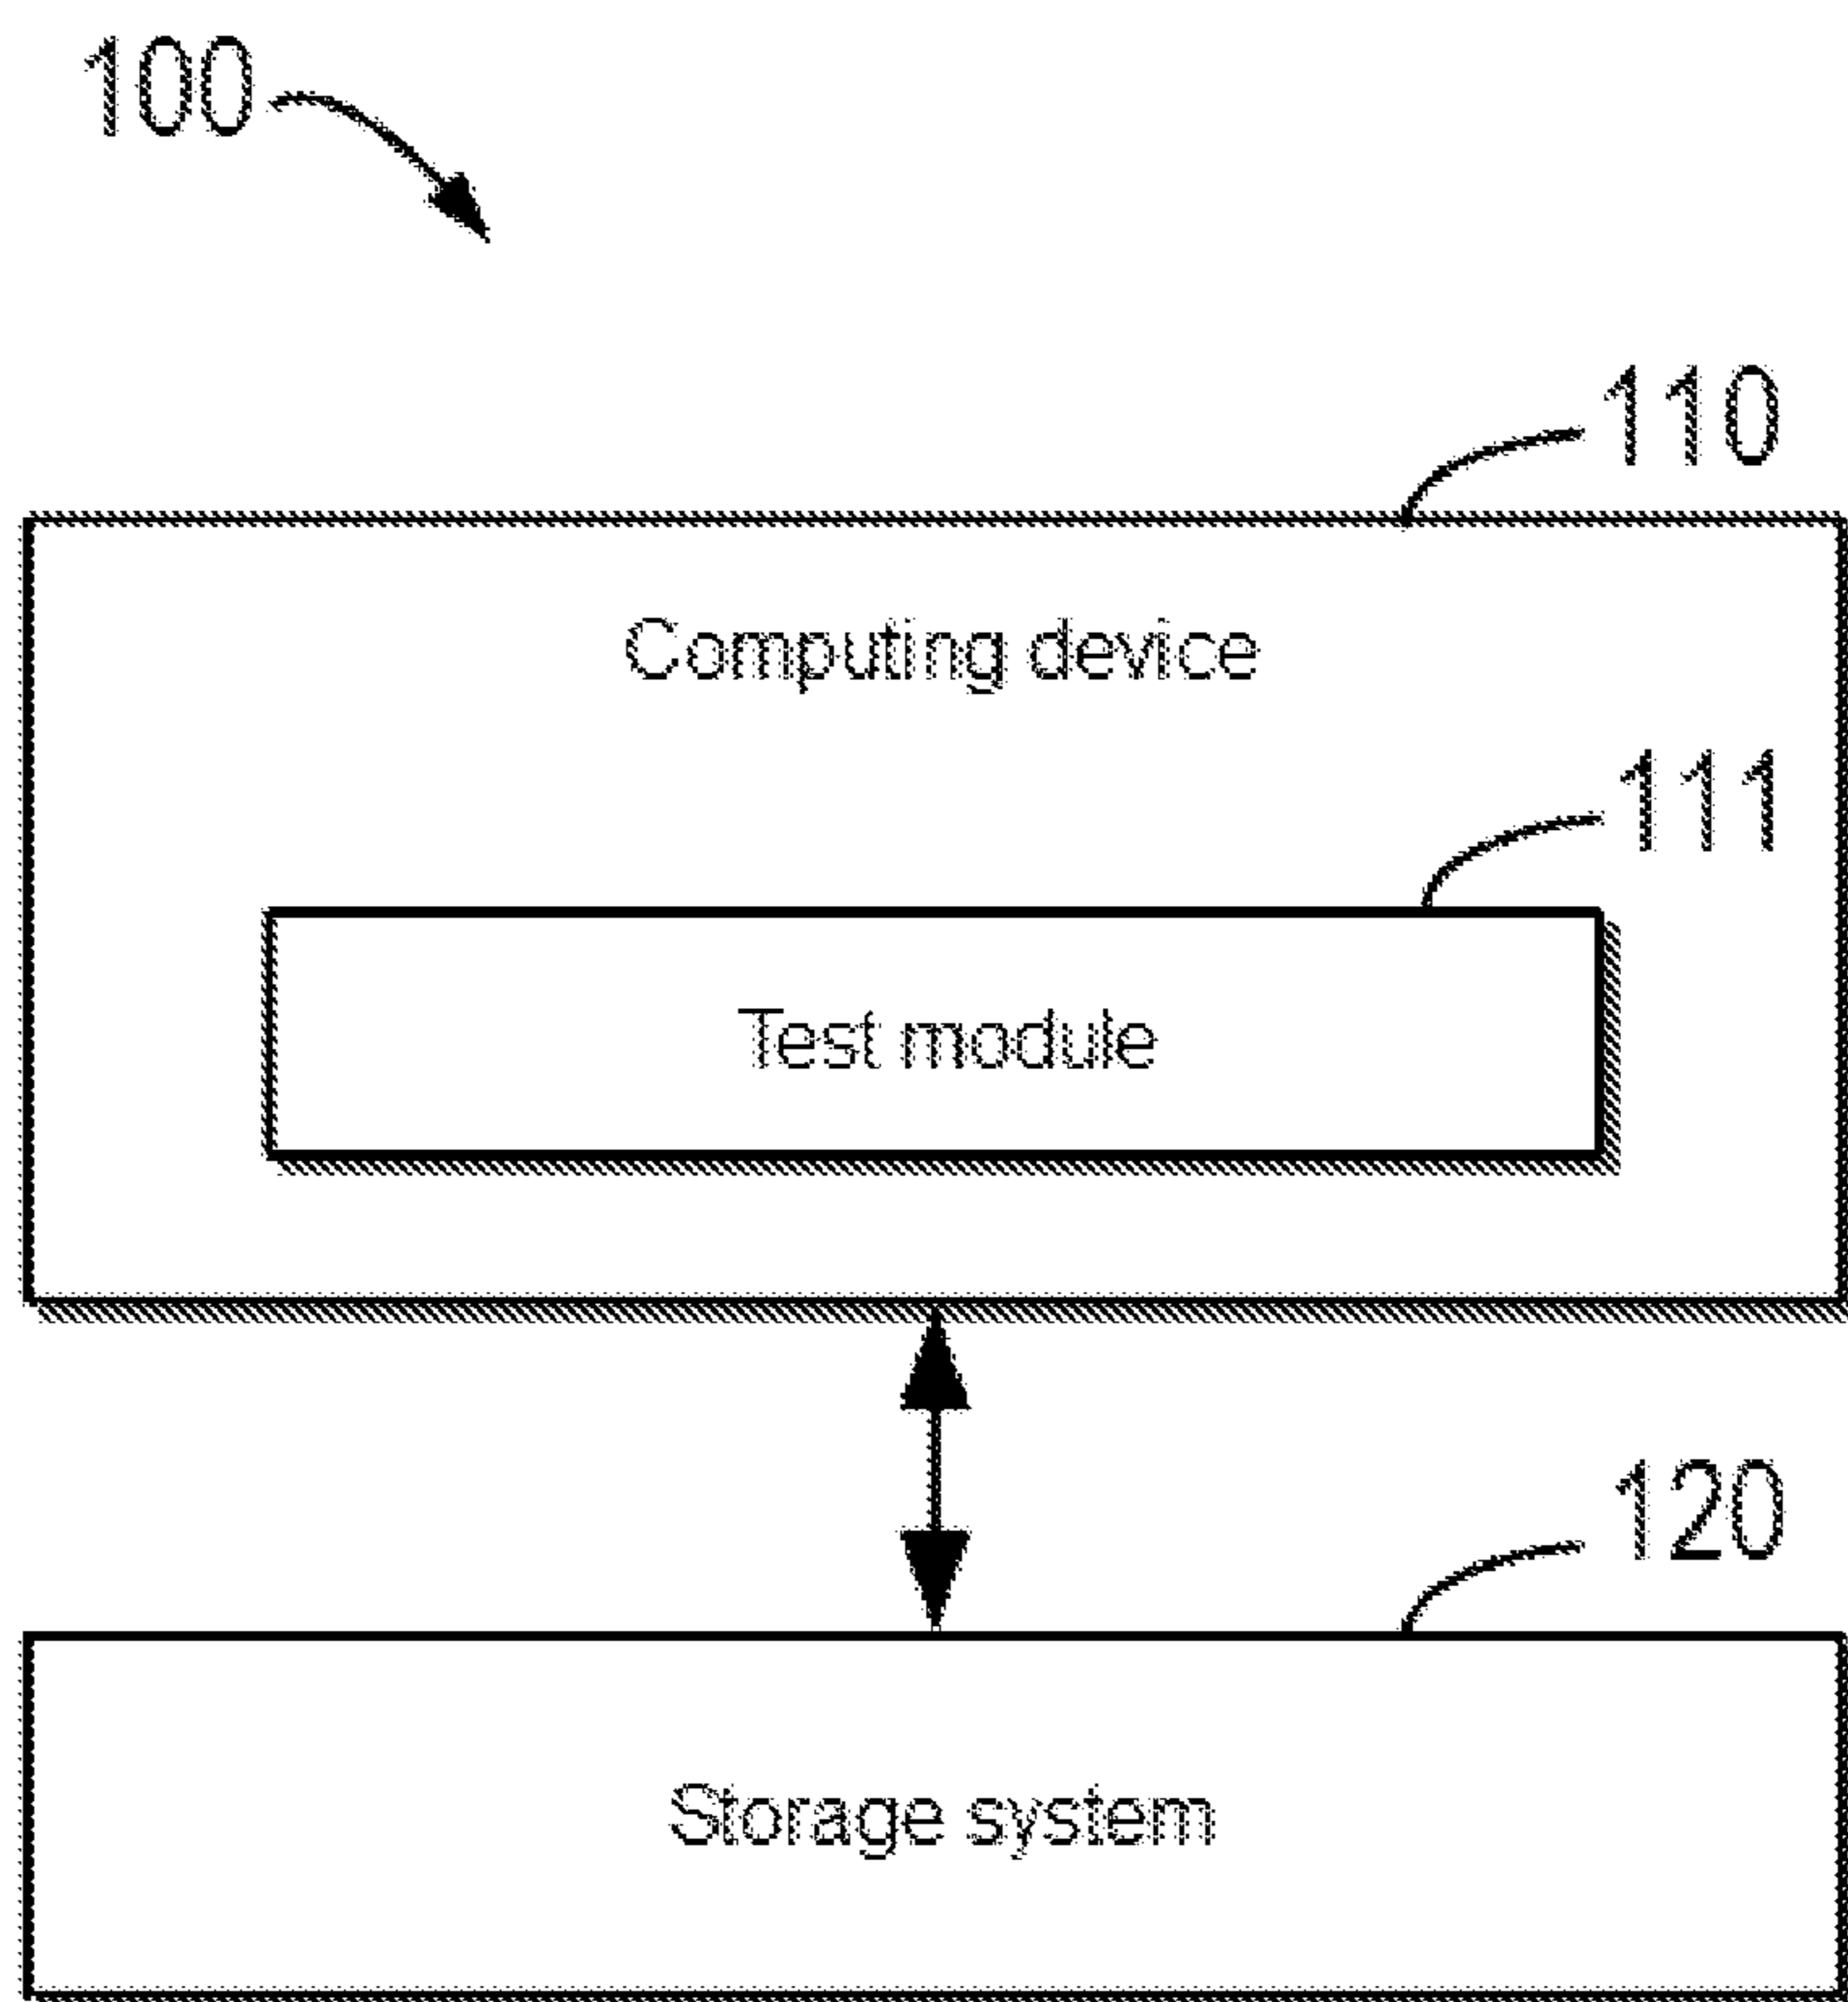 100
110
Computing device
111
Test module
120
Storage system